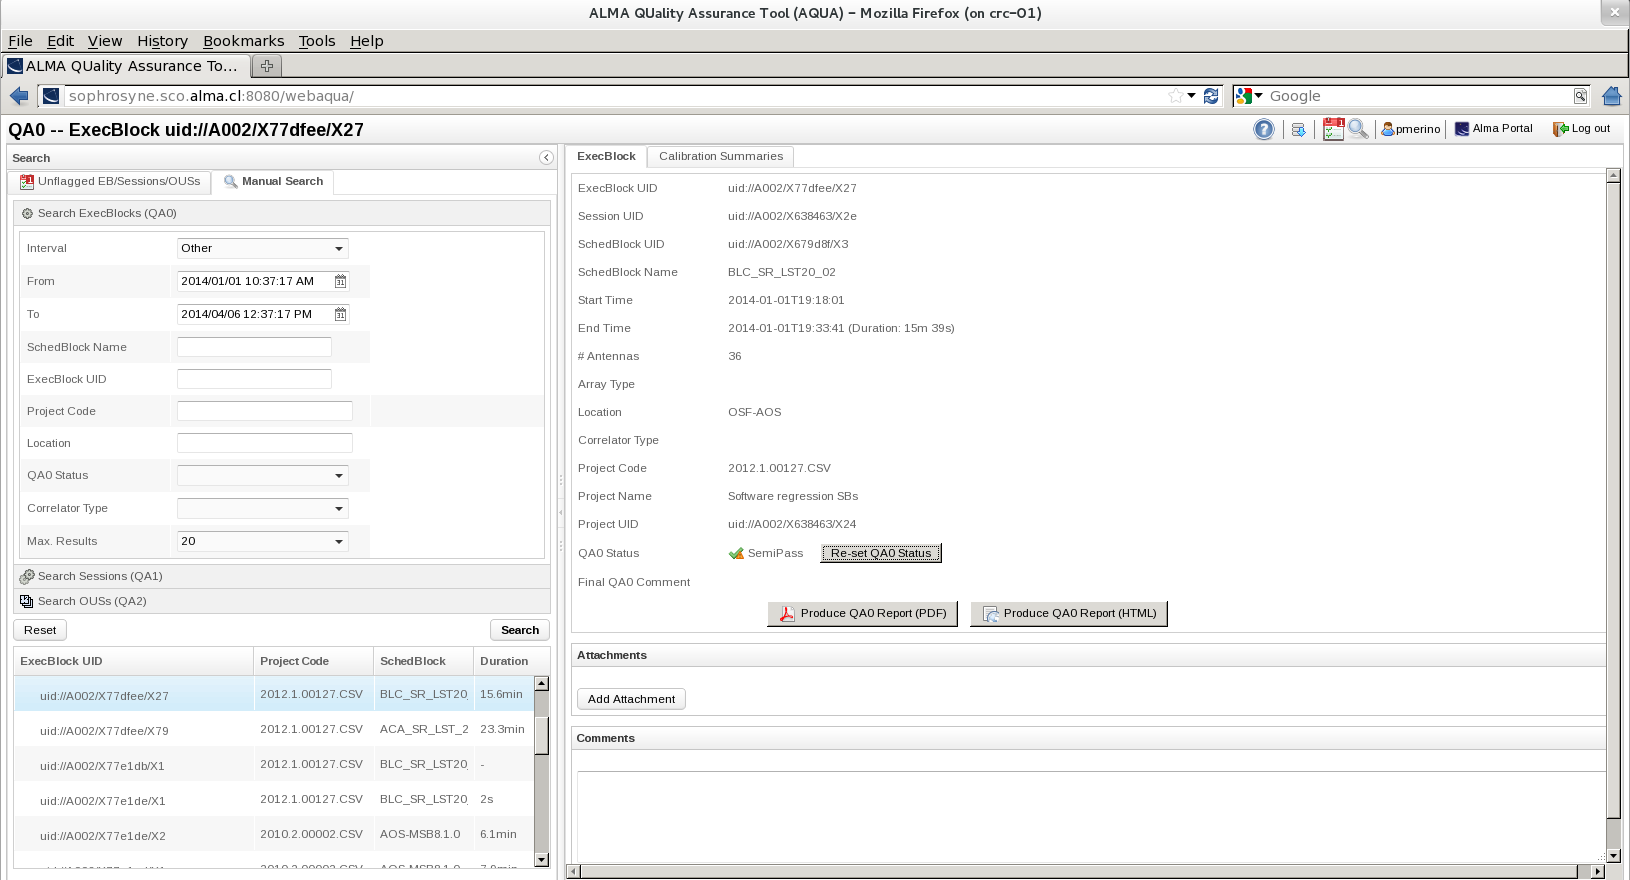 ALMA QUality Assurance Tool (AQUA) - Mozilla Firefox (on crc-01)
File Edit View History Bookmarks Tools Help
ALMA QUality Assurance To...
sophrosyne.sco.alma.cl:8080/webaqua/
Google
QA0 -- ExecBlock uid://A002/X77dfee/X27
pmerino
Alma Portal
Log out
Search
Unflagged EB/Sessions/OUSs
Manual Search
Search ExecBlocks (QA0)
Interval Other
From 2014/01/01 10:37:17 AM
To 2014/04/06 12:37:17 PM
SchedBlock Name
ExecBlock UID
Project Code
Location
QA0 Status
Correlator Type
Max. Results 20
Search Sessions (QA1)
Search OUSs (QA2)
Reset Search
ExecBlock UID Project Code SchedBlock Duration
uid://A002/X77dfee/X27 2012.1.00127.CSV BLC_SR_LST20_ 15.6min
uid://A002/X77dfee/X79 2012.1.00127.CSV ACA_SR_LST_2 23.3min
uid://A002/X77e1db/X1 2012.1.00127.CSV BLC_SR_LST20_ -
uid://A002/X77e1de/X1 2012.1.00127.CSV BLC_SR_LST20_ 2s
uid://A002/X77e1de/X2 2010.2.00002.CSV AOS-MSB8.1.0 6.1min
ExecBlock Calibration Summaries
ExecBlock UID uid://A002/X77dfee/X27
Session UID uid://A002/X638463/X2e
SchedBlock UID uid://A002/X679d8f/X3
SchedBlock Name BLC_SR_LST20_02
Start Time 2014-01-01T19:18:01
End Time 2014-01-01T19:33:41 (Duration: 15m 39s)
# Antennas 36
Array Type
Location OSF-AOS
Correlator Type
Project Code 2012.1.00127.CSV
Project Name Software regression SBs
Project UID uid://A002/X638463/X24
QA0 Status SemiPass Re-set QA0 Status
Final QA0 Comment
Produce QA0 Report (PDF) Produce QA0 Report (HTML)
Attachments
Add Attachment
Comments